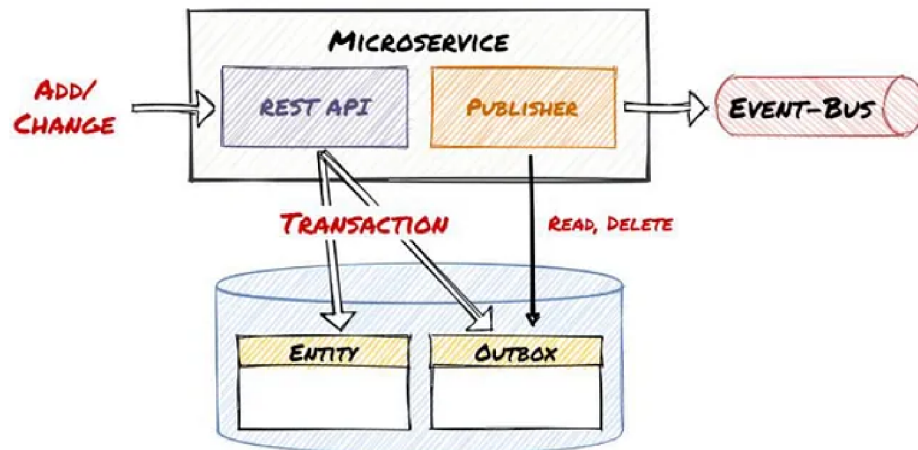 MICROSERVICE
ADD/
CHANGE
REST API
PUBLISHER
EVENT-BUS
TRANSACTION
READ, DELETE
ENTITY
OUTBOX